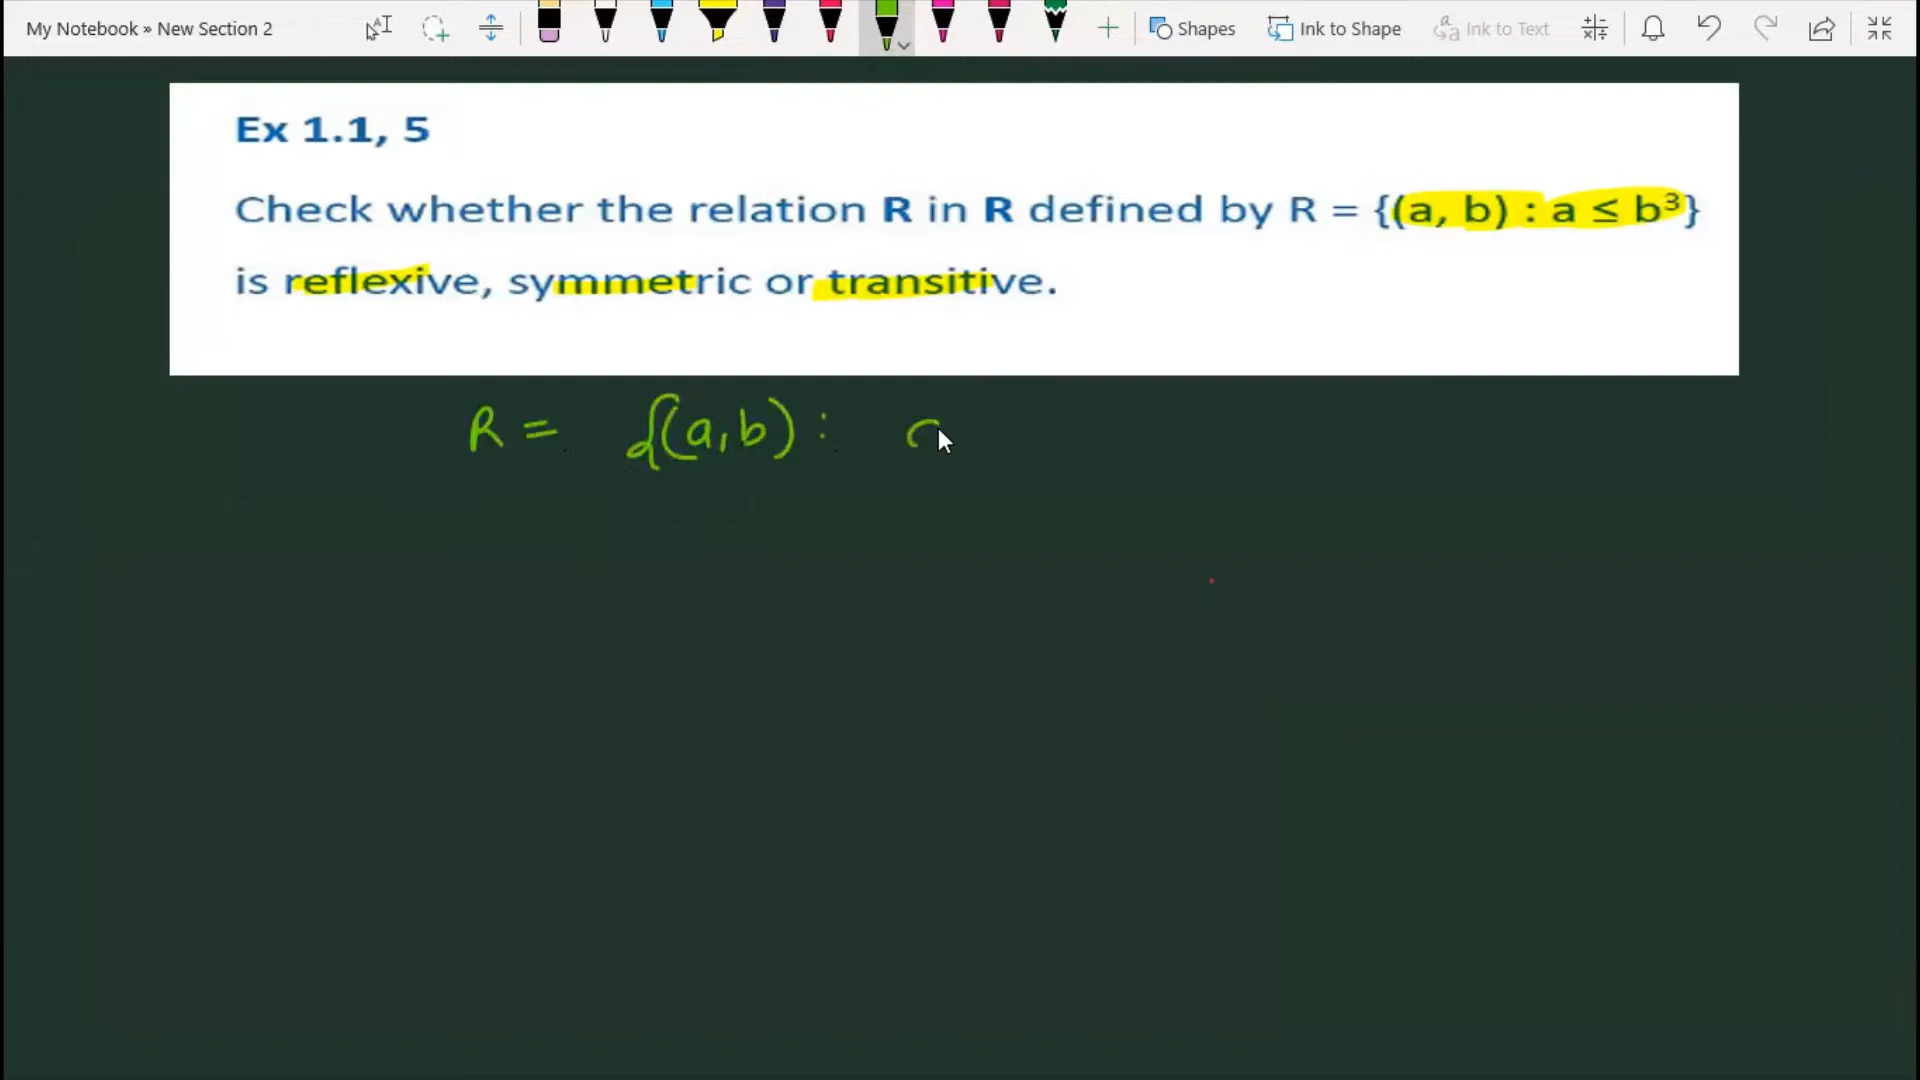 My Notebook » New Section 2
Shapes Ink to Shape Ink to Text
Ex 1.1, 5
Check whether the relation R in R defined by R = {(a, b) : a ≤ b³}
is reflexive, symmetric or transitive.
R = {(a,b) :